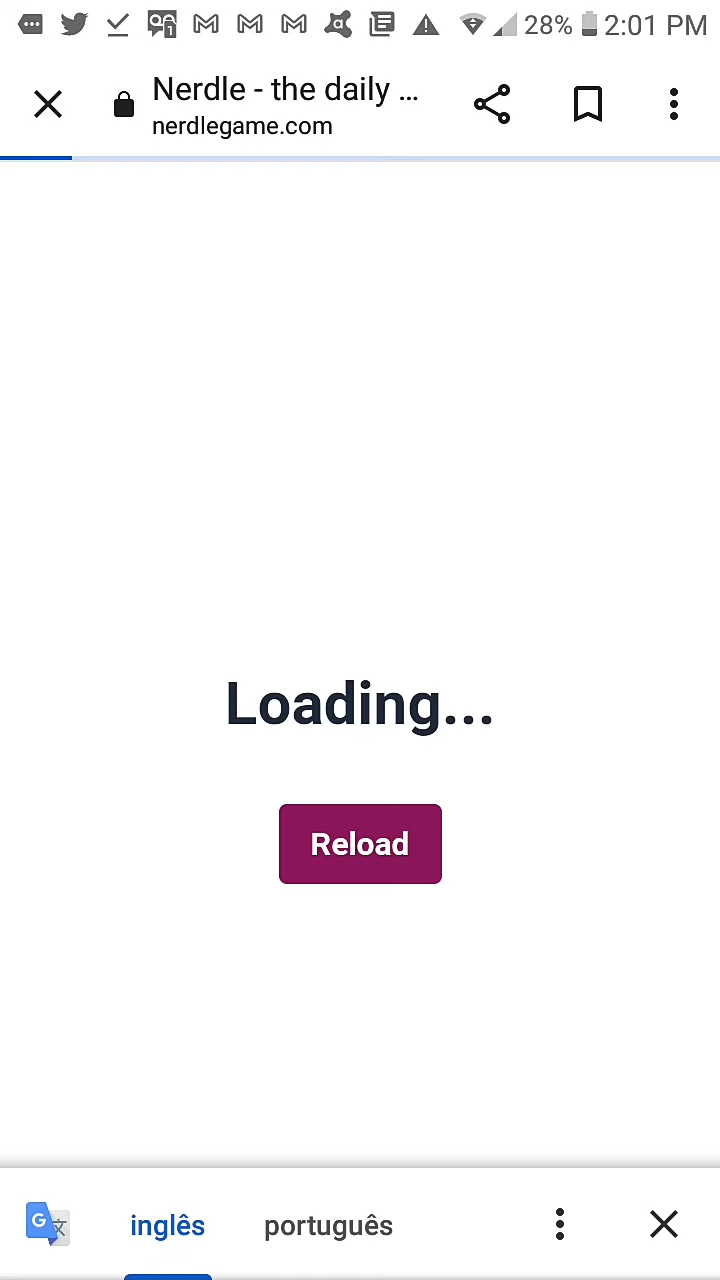 28% 2:01 PM
Nerdle - the daily ...
nerdlegame.com
Loading...
Reload
inglês português